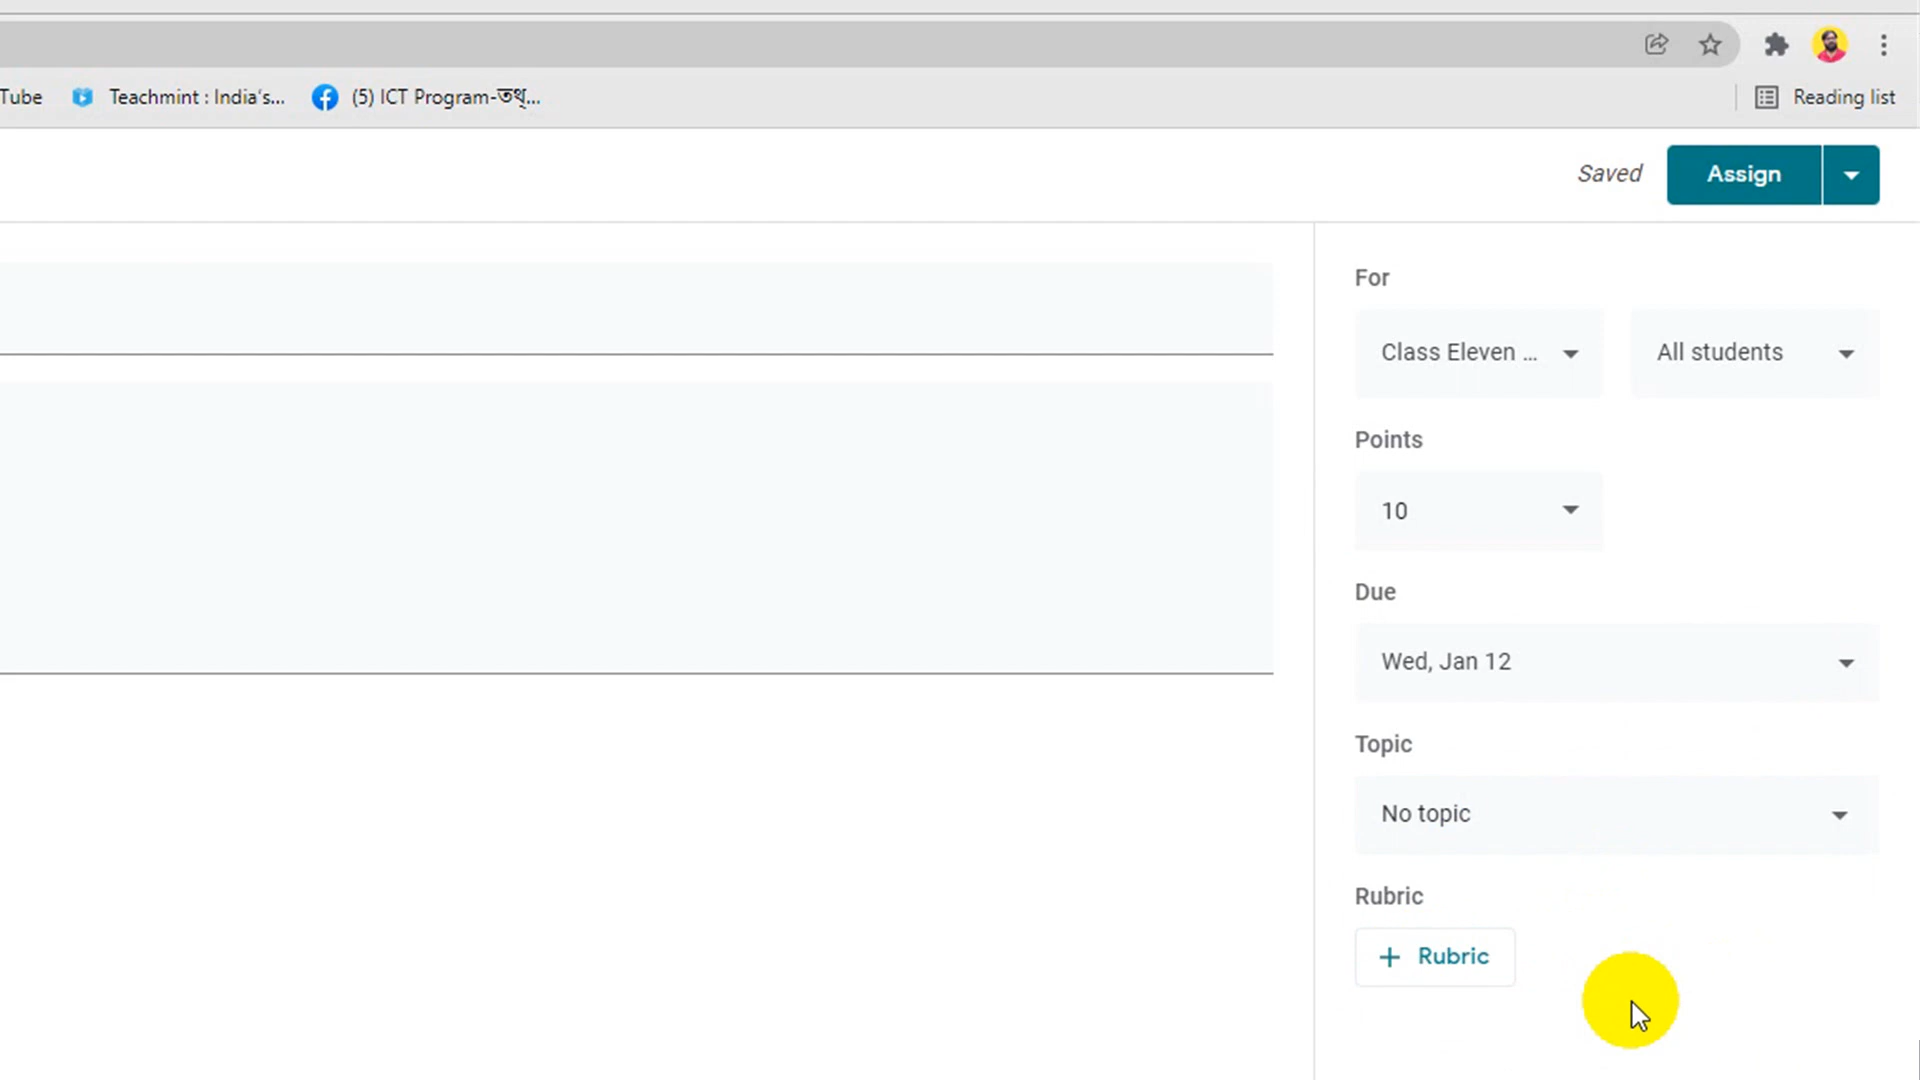 Tube Teachmint : India's... (5) ICT Program-তথ্... Reading list
Saved Assign
For
Class Eleven ... All students
Points
10
Due
Wed, Jan 12
Topic
No topic
Rubric
+ Rubric